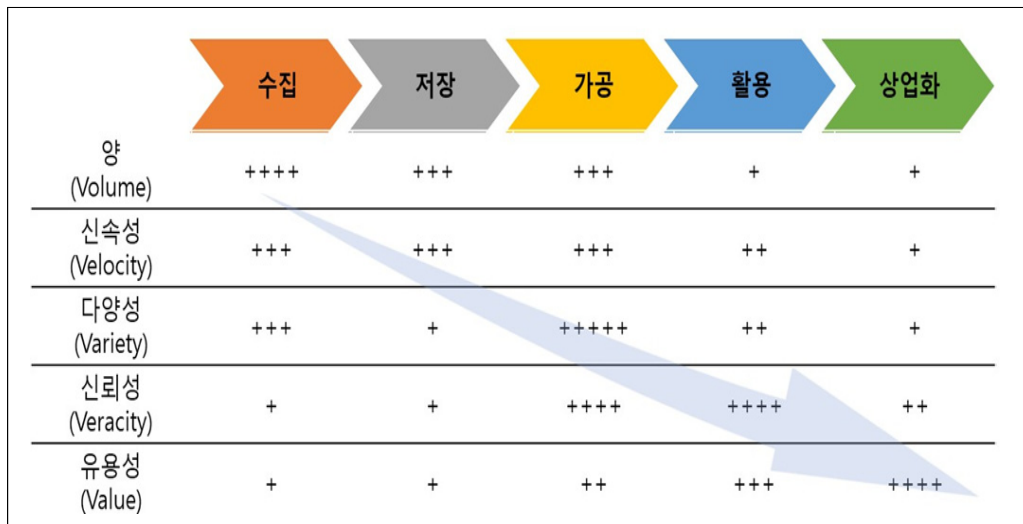 수집 저장 가공 활용 상업화
양
(Volume) ++++ +++ +++ + +
신속성
(Velocity) +++ +++ +++ ++ +
다양성
(Variety) +++ + +++++ ++ +
신뢰성
(Veracity) + + ++++ ++++ ++
유용성
(Value) + + ++ +++ ++++